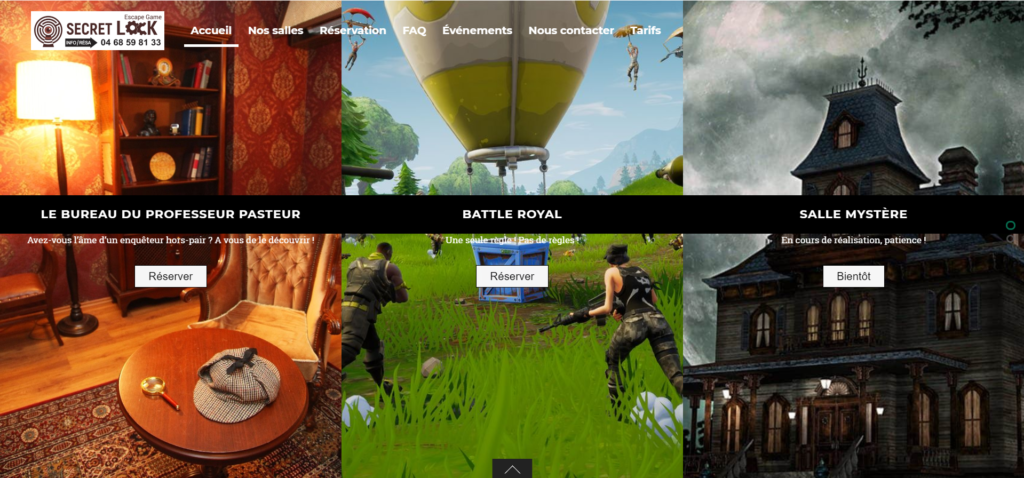 Escape Game
SECRET LOCK
INFO / RÉSA 04 68 59 81 33
Accueil Nos salles Réservation FAQ Événements Nous contacter Tarifs
LE BUREAU DU PROFESSEUR PASTEUR
Avez-vous l'âme d'un enquêteur hors-pair ? A vous de le découvrir !
Réserver
BATTLE ROYAL
Une seule règle ! Pas de règles !
Réserver
SALLE MYSTÈRE
En cours de réalisation, patience !
Bientôt